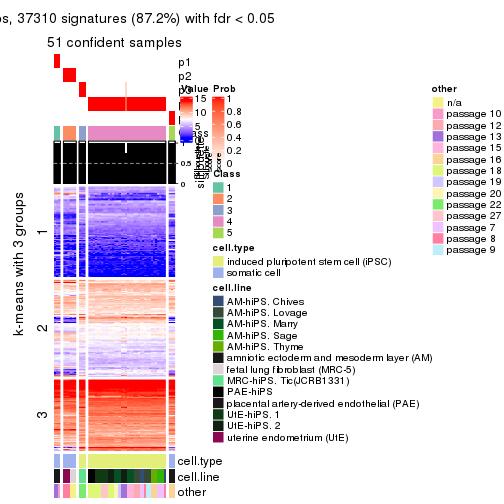 os, 37310 signatures (87.2%) with fdr < 0.05
51 confident samples
p1
p2
p3
Value
15
10
5
0
Prob
1
0.8
0.6
0.4
0.2
0
0.5
0
Class
1
2
3
4
5
k-means with 3 groups
1
2
3
cell.type
induced pluripotent stem cell (iPSC)
somatic cell
cell.line
AM-hiPS. Chives
AM-hiPS. Lovage
AM-hiPS. Marry
AM-hiPS. Sage
AM-hiPS. Thyme
amniotic ectoderm and mesoderm layer (AM)
fetal lung fibroblast (MRC-5)
MRC-hiPS. Tic(JCRB1331)
PAE-hiPS
placental artery-derived endothelial (PAE)
UtE-hiPS. 1
UtE-hiPS. 2
uterine endometrium (UtE)
cell.type
cell.line
other
other
n/a
passage 10
passage 12
passage 13
passage 15
passage 16
passage 18
passage 19
passage 20
passage 22
passage 27
passage 7
passage 8
passage 9